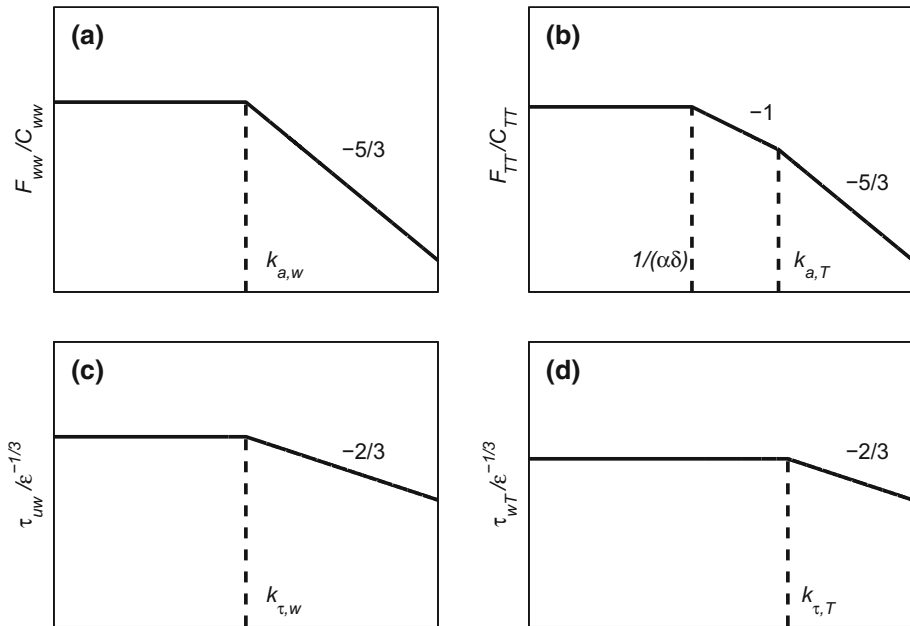 (a)
F_ww/C_ww
−5/3
k_a,w
(b)
F_TT/C_TT
−1
−5/3
1/(αδ)
k_a,T
(c)
τ_uw/ε^−1/3
−2/3
k_τ,w
(d)
τ_wT/ε^−1/3
−2/3
k_τ,T